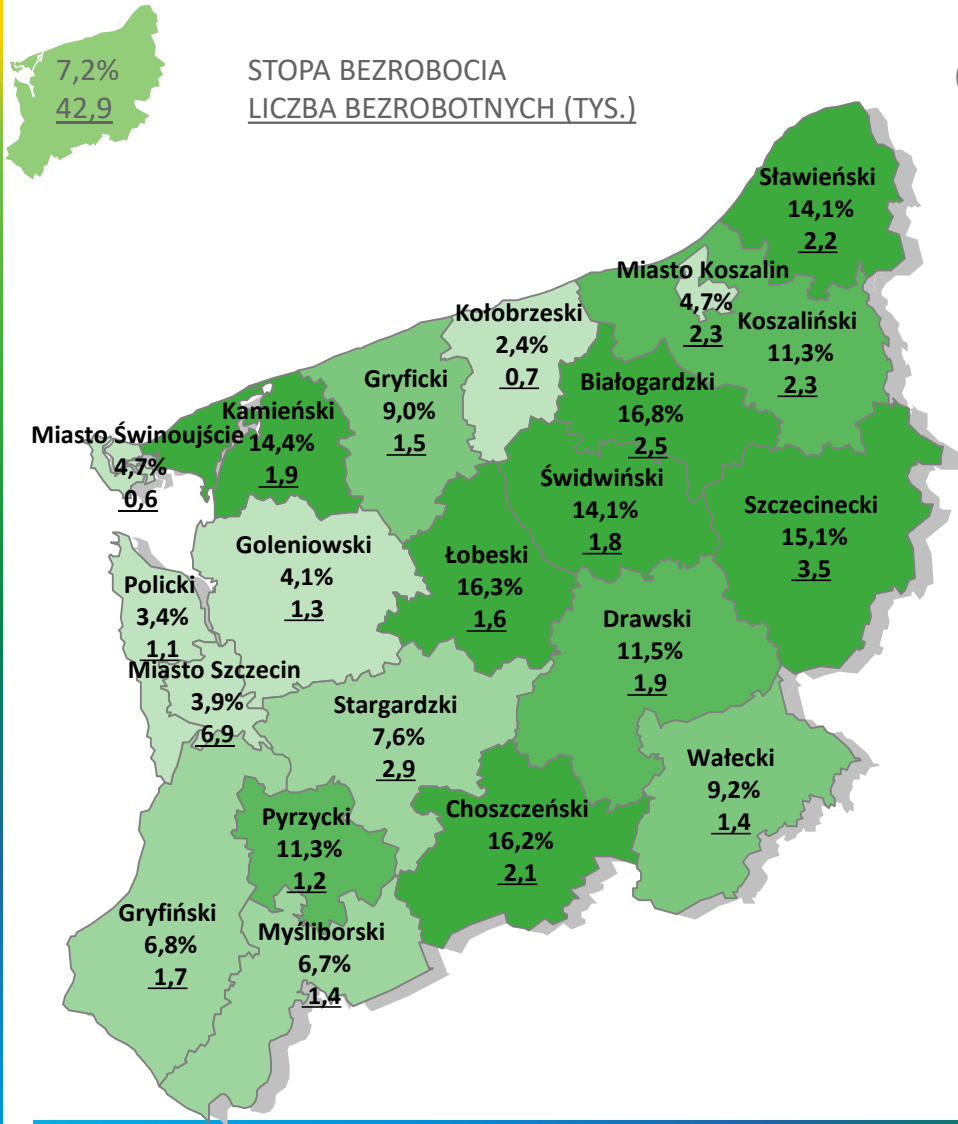 7,2%
42,9
STOPA BEZROBOCIA
LICZBA BEZROBOTNYCH (TYS.)
Sławieński
14,1%
2,2
Miasto Koszalin
4,7%
2,3
Koszaliński
11,3%
2,3
Kołobrzeski
2,4%
0,7
Białogardzki
16,8%
2,5
Gryficki
9,0%
1,5
Kamieński
14,4%
1,9
Miasto Świnoujście
4,7%
0,6
Świdwiński
14,1%
1,8
Szczecinecki
15,1%
3,5
Goleniowski
4,1%
1,3
Łobeski
16,3%
1,6
Policki
3,4%
1,1
Drawski
11,5%
1,9
Miasto Szczecin
3,9%
6,9
Stargardzki
7,6%
2,9
Wałecki
9,2%
1,4
Choszczeński
16,2%
2,1
Pyrzycki
11,3%
1,2
Gryfiński
6,8%
1,7
Myśliborski
6,7%
1,4